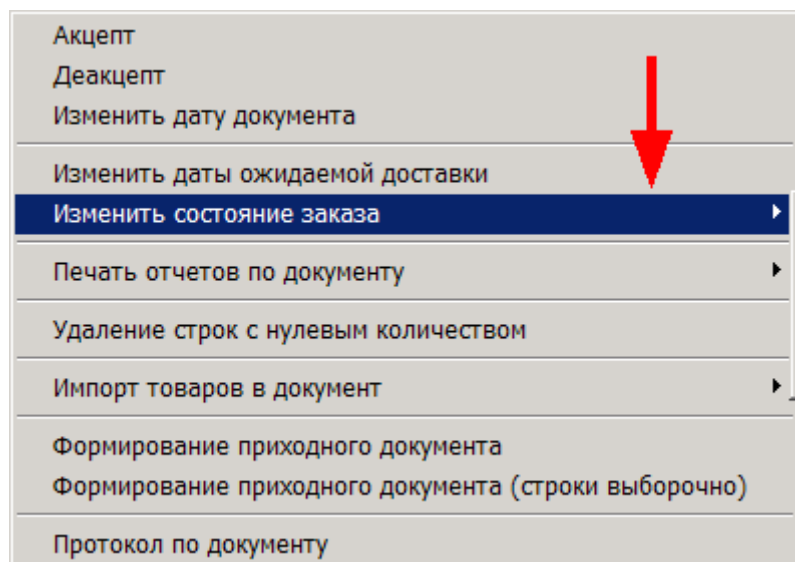 Акцепт
Деакцепт
Изменить дату документа
Изменить даты ожидаемой доставки
Изменить состояние заказа
Печать отчетов по документу
Удаление строк с нулевым количеством
Импорт товаров в документ
Формирование приходного документа
Формирование приходного документа (строки выборочно)
Протокол по документу